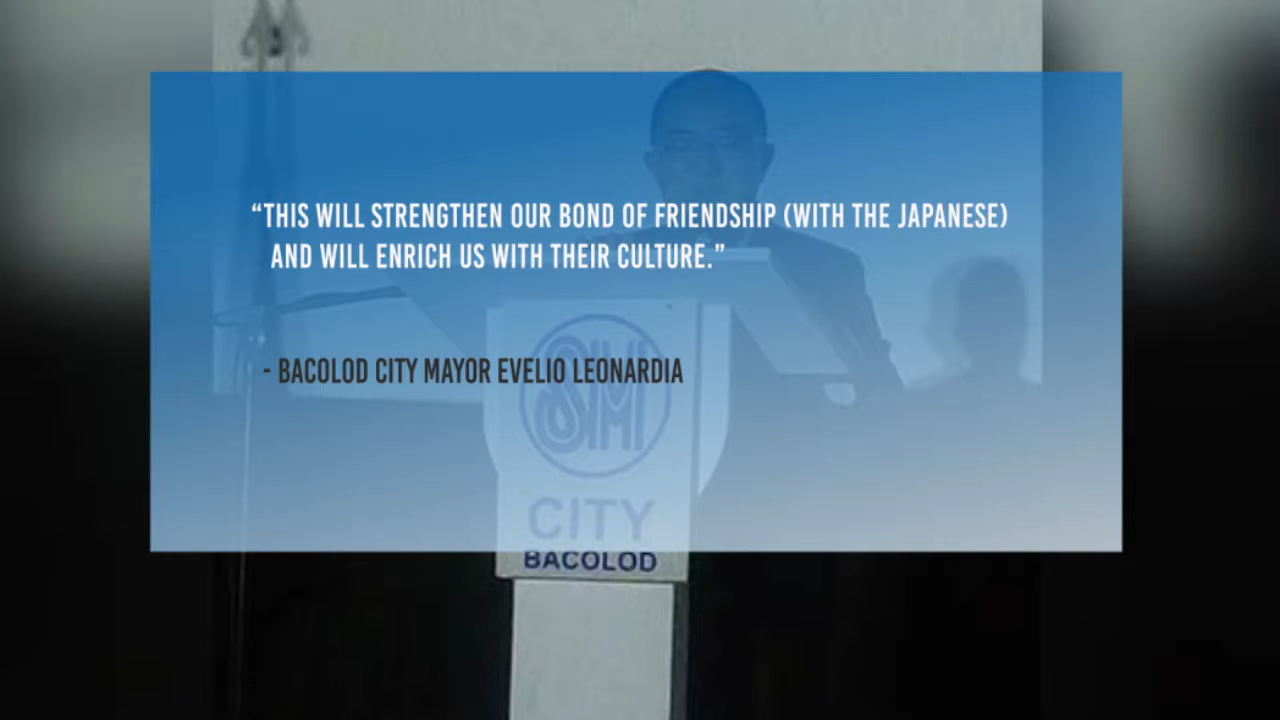 “THIS WILL STRENGTHEN OUR BOND OF FRIENDSHIP (WITH THE JAPANESE)
AND WILL ENRICH US WITH THEIR CULTURE.”
- BACOLOD CITY MAYOR EVELIO LEONARDIA
SM
CITY
BACOLOD